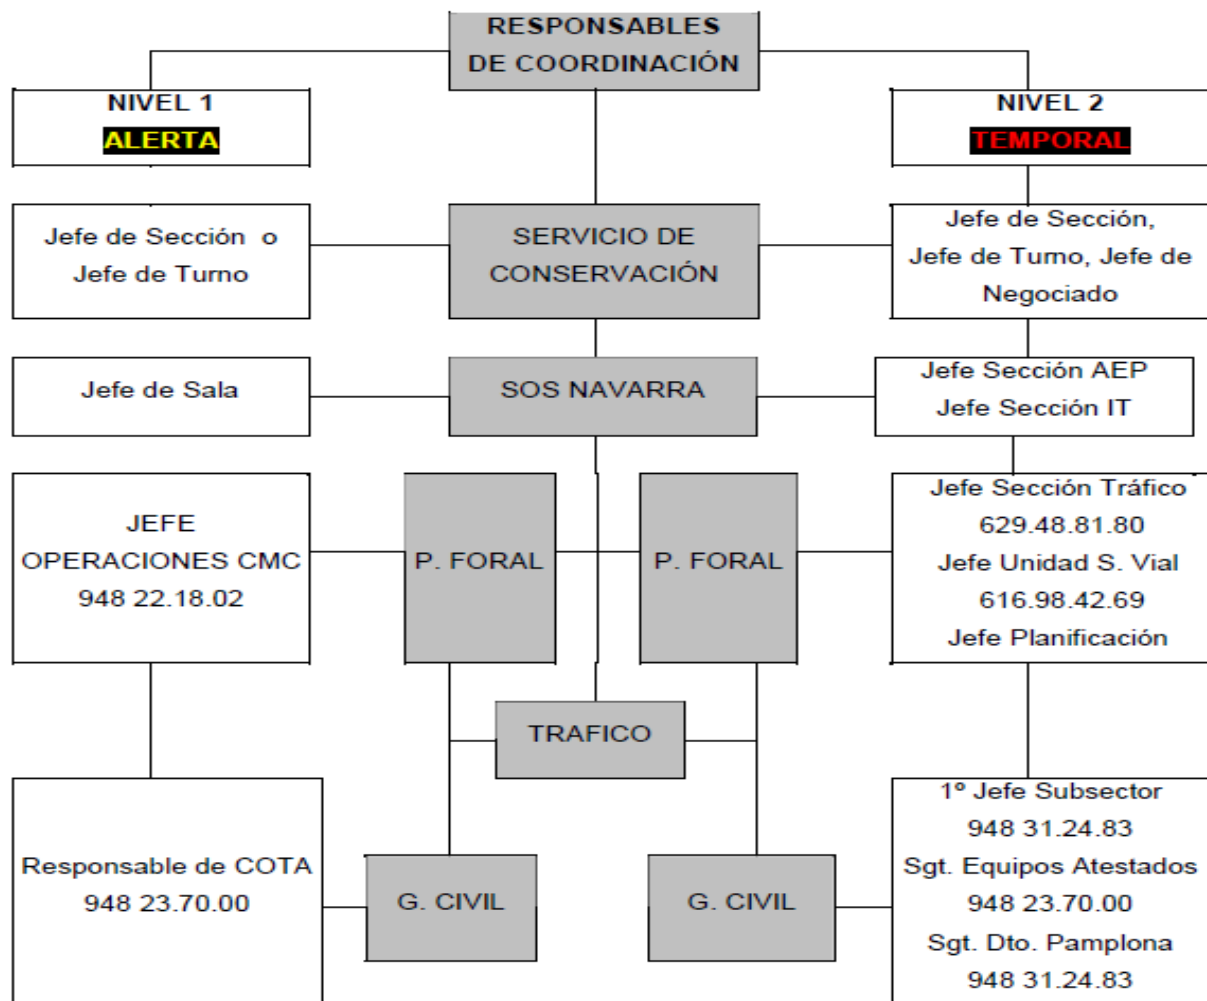 RESPONSABLES
DE COORDINACIÓN
NIVEL 1
ALERTA
NIVEL 2
TEMPORAL
Jefe de Sección o
Jefe de Turno
SERVICIO DE
CONSERVACIÓN
Jefe de Sección,
Jefe de Turno, Jefe de
Negociado
Jefe de Sala
SOS NAVARRA
Jefe Sección AEP
Jefe Sección IT
JEFE
OPERACIONES CMC
948 22.18.02
P. FORAL
P. FORAL
Jefe Sección Tráfico
629.48.81.80
Jefe Unidad S. Vial
616.98.42.69
Jefe Planificación
TRAFICO
Responsable de COTA
948 23.70.00
G. CIVIL
G. CIVIL
1º Jefe Subsector
948 31.24.83
Sgt. Equipos Atestados
948 23.70.00
Sgt. Dto. Pamplona
948 31.24.83